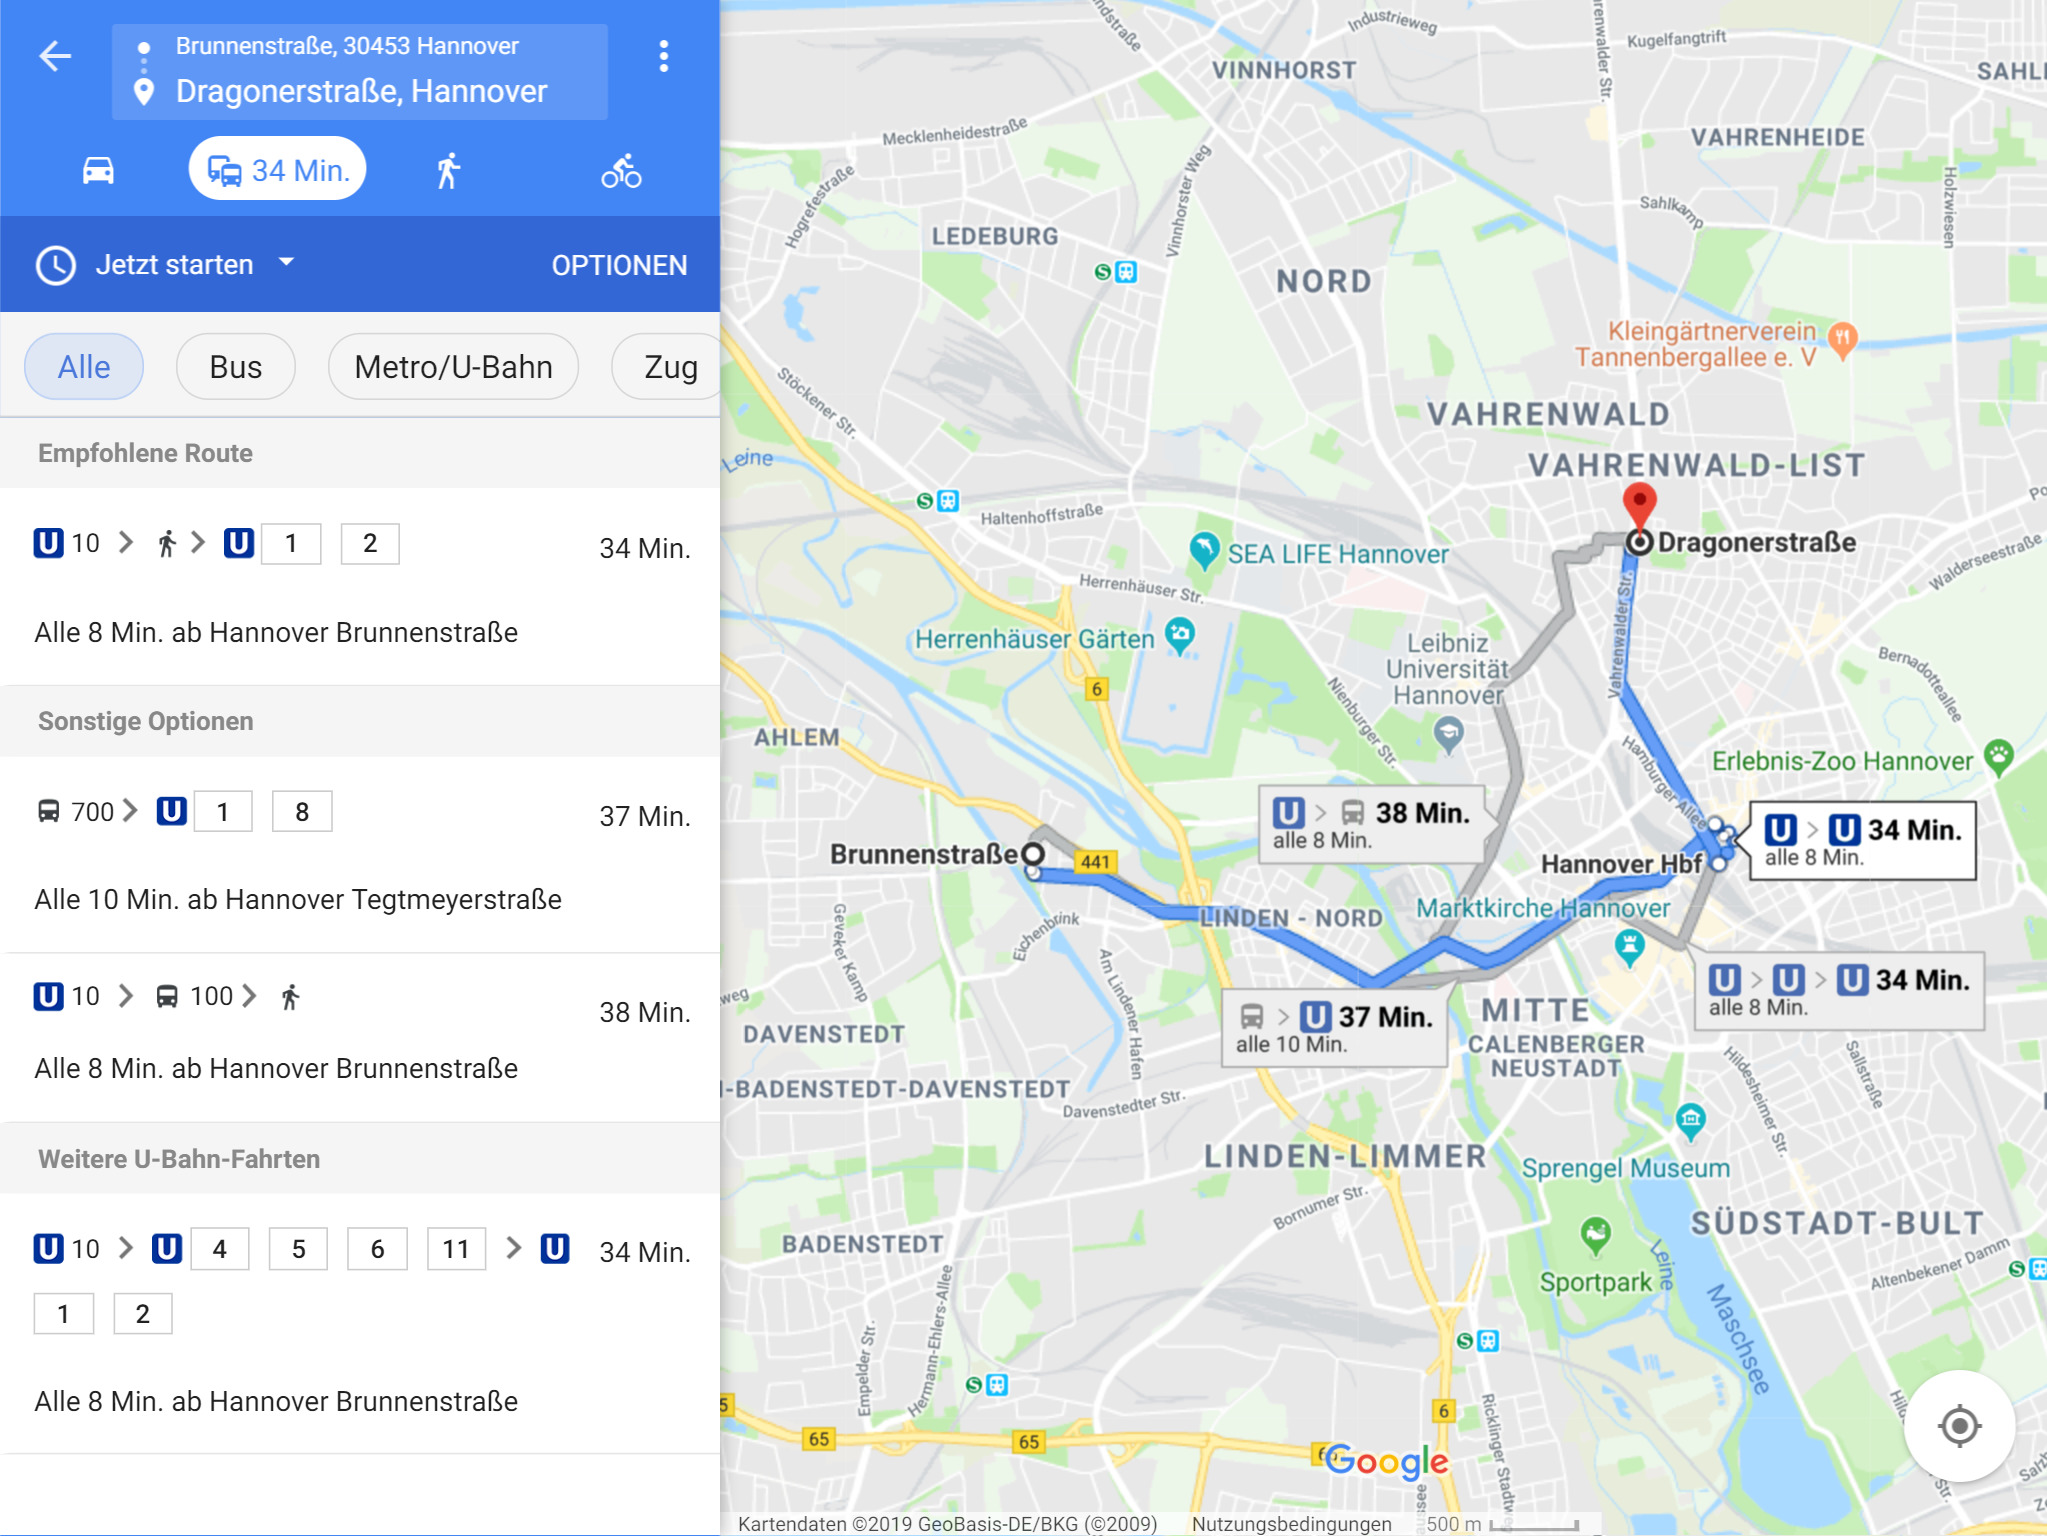 Brunnenstraße, 30453 Hannover
Dragonerstraße, Hannover
34 Min.
Jetzt starten
OPTIONEN
Alle
Bus
Metro/U-Bahn
Zug
Empfohlene Route
U 10 > > U 1 2
34 Min.
Alle 8 Min. ab Hannover Brunnenstraße
Sonstige Optionen
700 > U 1 8
37 Min.
Alle 10 Min. ab Hannover Tegtmeyerstraße
U 10 > 100 >
38 Min.
Alle 8 Min. ab Hannover Brunnenstraße
Weitere U-Bahn-Fahrten
U 10 > U 4 5 6 11 > U
34 Min.
1 2
Alle 8 Min. ab Hannover Brunnenstraße
Industrieweg
Kugelfangtrift
VINNHORST
VAHRENHEIDE
Mecklenheidestraße
Vinnhorster Weg
Hogrefestraße
Holzwiesen
Sahlkamp
LEDEBURG
S
NORD
Kleingärtnerverein
Tannenbergallee e. V
Stöckener Str.
VAHRENWALD
Leine
VAHRENWALD-LIST
S
Haltenhoffstraße
SEA LIFE Hannover
Dragonerstraße
Walderseestraße
Herrenhäuser Str.
Vahrenwalder Str.
Herrenhäuser Gärten
Leibniz
Universität
Hannover
Bernadotteallee
6
Nienburger Str.
AHLEM
Hamburger Allee
Erlebnis-Zoo Hannover
U > 38 Min.
alle 8 Min.
U > U 34 Min.
alle 8 Min.
Brunnenstraße
441
Hannover Hbf
LINDEN - NORD
Marktkirche Hannover
Geveker Kamp
Eichenbrink
Am Lindener Hafen
U > U > U 34 Min.
alle 8 Min.
weg
> U 37 Min.
alle 10 Min.
MITTE
CALENBERGER
NEUSTADT
DAVENSTEDT
-BADENSTEDT-DAVENSTEDT
Davenstedter Str.
Hildesheimer Str.
Sallstraße
LINDEN-LIMMER
Sprengel Museum
Bornumer Str.
SÜDSTADT-BULT
BADENSTEDT
Sportpark
Leine
Altenbekener Damm
S
Maschsee
Empelder Str.
Hermann-Ehlers-Allee
S
S
5
65
65
6
Ricklinger Stadtweg
Google
Kartendaten ©2019 GeoBasis-DE/BKG (©2009)
Nutzungsbedingungen
500 m